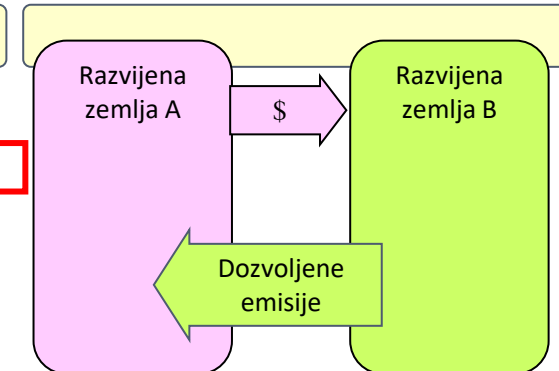 Razvijena
zemlja A
$
Razvijena
zemlja B
Dozvoljene
emisije